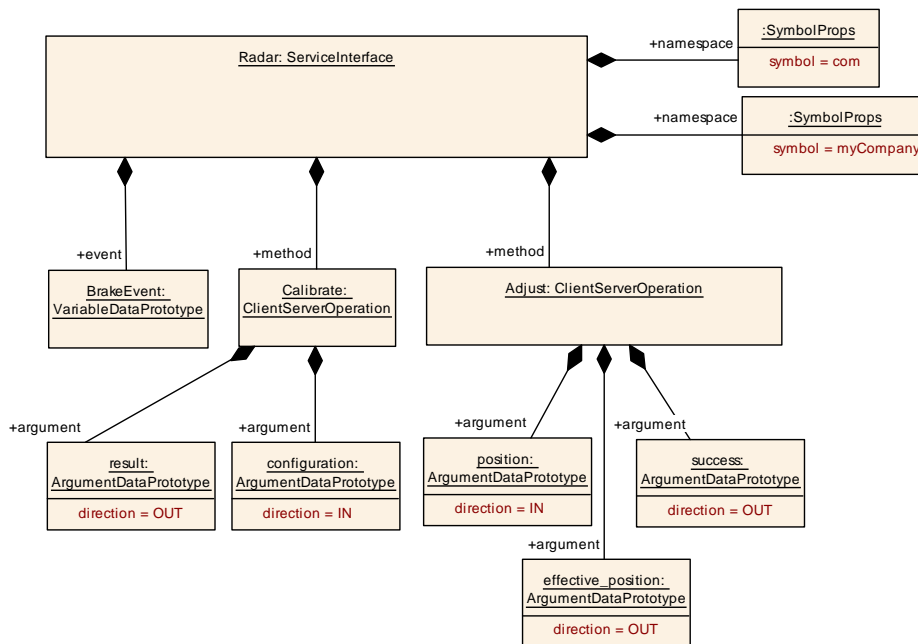 :SymbolProps
+namespace
symbol = com
Radar: ServiceInterface
:SymbolProps
+namespace
symbol = myCompany
+event
+method
+method
BrakeEvent:
VariableDataPrototype
Calibrate:
ClientServerOperation
Adjust: ClientServerOperation
+argument
+argument
+argument
+argument
result:
ArgumentDataPrototype
direction = OUT
configuration:
ArgumentDataPrototype
direction = IN
position:
ArgumentDataPrototype
direction = IN
success:
ArgumentDataPrototype
direction = OUT
+argument
effective_position:
ArgumentDataPrototype
direction = OUT